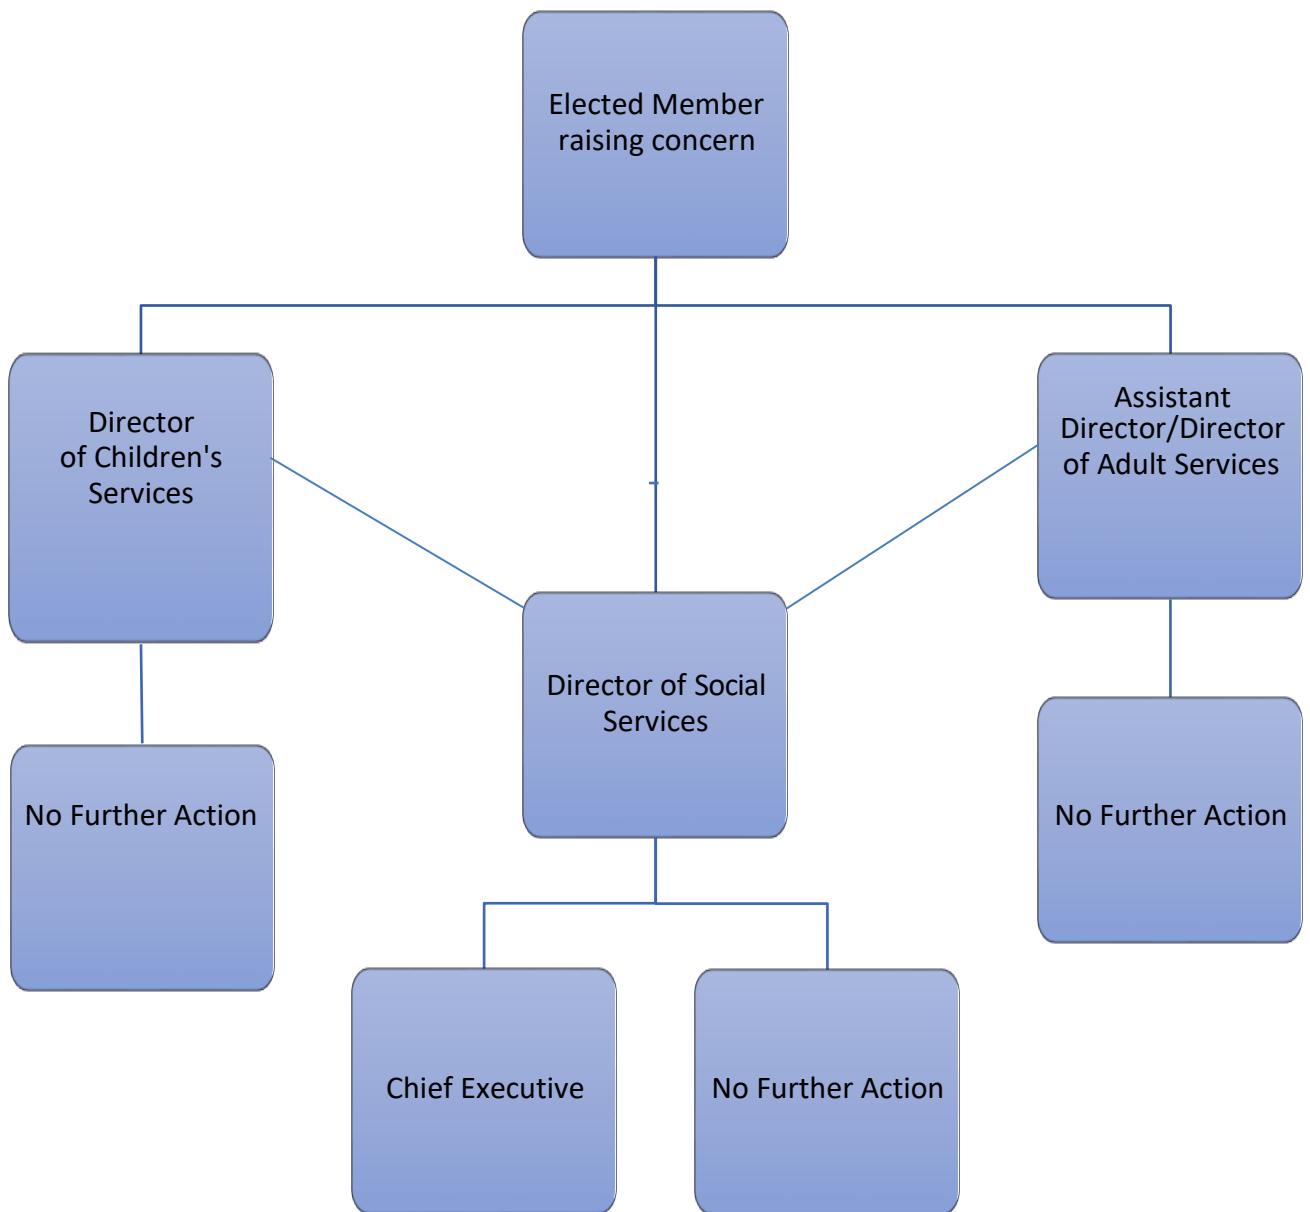 Elected Member
raising concern
Director
of Children's
Services
Assistant
Director/Director
of Adult Services
Director of Social
Services
No Further Action
No Further Action
Chief Executive
No Further Action